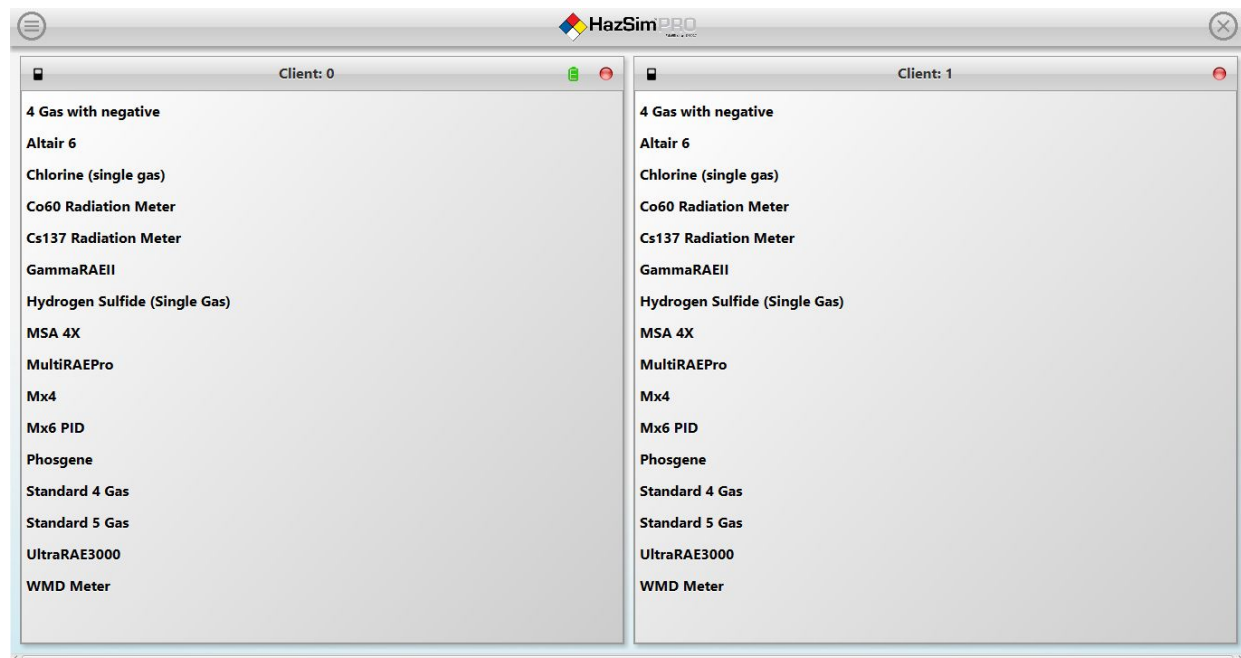 HazSim PRO
Client: 0
4 Gas with negative
Altair 6
Chlorine (single gas)
Co60 Radiation Meter
Cs137 Radiation Meter
GammaRAEII
Hydrogen Sulfide (Single Gas)
MSA 4X
MultiRAEPro
Mx4
Mx6 PID
Phosgene
Standard 4 Gas
Standard 5 Gas
UltraRAE3000
WMD Meter
Client: 1
4 Gas with negative
Altair 6
Chlorine (single gas)
Co60 Radiation Meter
Cs137 Radiation Meter
GammaRAEII
Hydrogen Sulfide (Single Gas)
MSA 4X
MultiRAEPro
Mx4
Mx6 PID
Phosgene
Standard 4 Gas
Standard 5 Gas
UltraRAE3000
WMD Meter